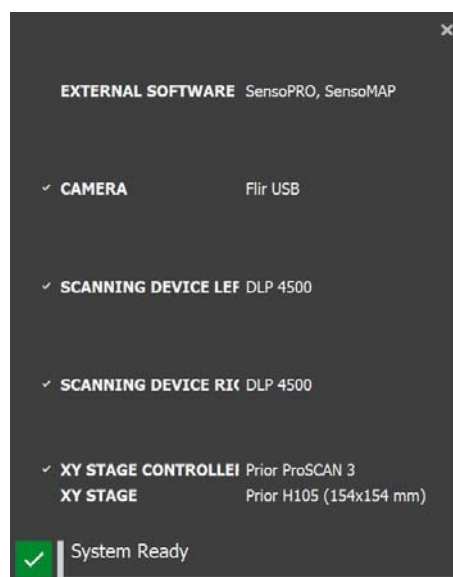 EXTERNAL SOFTWARE SensoPRO, SensoMAP
CAMERA Flir USB
SCANNING DEVICE LEF DLP 4500
SCANNING DEVICE RI( DLP 4500
XY STAGE CONTROLLEI Prior ProSCAN 3
XY STAGE Prior H105 (154x154 mm)
System Ready